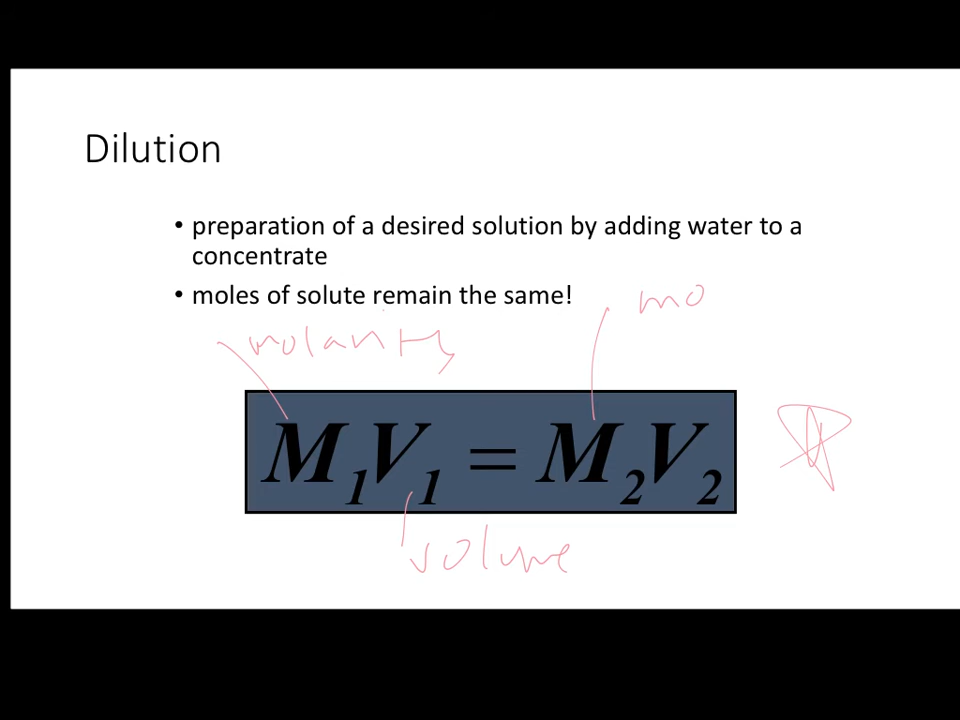 Dilution
• preparation of a desired solution by adding water to a
concentrate
• moles of solute remain the same!
mo
molarity
M₁V₁ = M₂V₂
volume